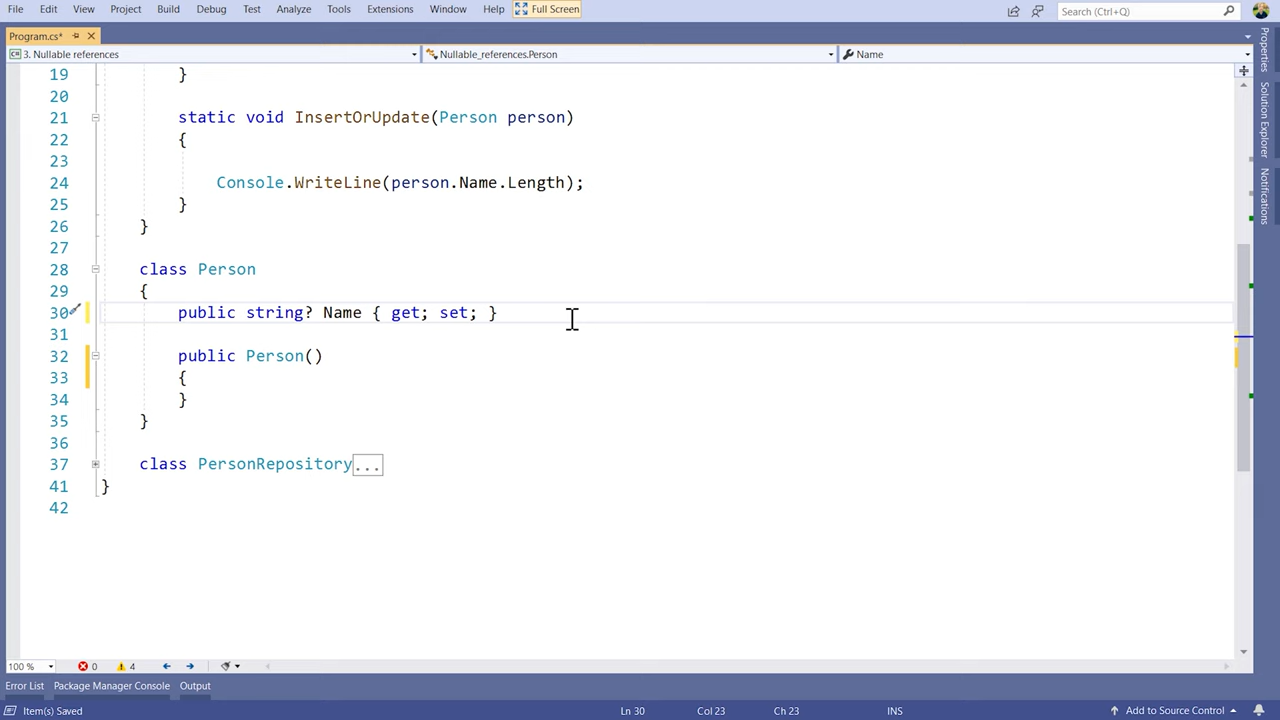 File Edit View Project Build Debug Test Analyze Tools Extensions Window Help Full Screen Search (Ctrl+Q)
Program.cs*
3. Nullable references Nullable_references.Person Name
19 }
20
21 static void InsertOrUpdate(Person person)
22 {
23
24 Console.WriteLine(person.Name.Length);
25 }
26 }
27
28 class Person
29 {
30 public string? Name { get; set; }
31
32 public Person()
33 {
34 }
35 }
36
37 class PersonRepository...
41 }
42
Properties
Solution Explorer
Notifications
100 % 0 4
Error List Package Manager Console Output
Item(s) Saved Ln 30 Col 23 Ch 23 INS Add to Source Control